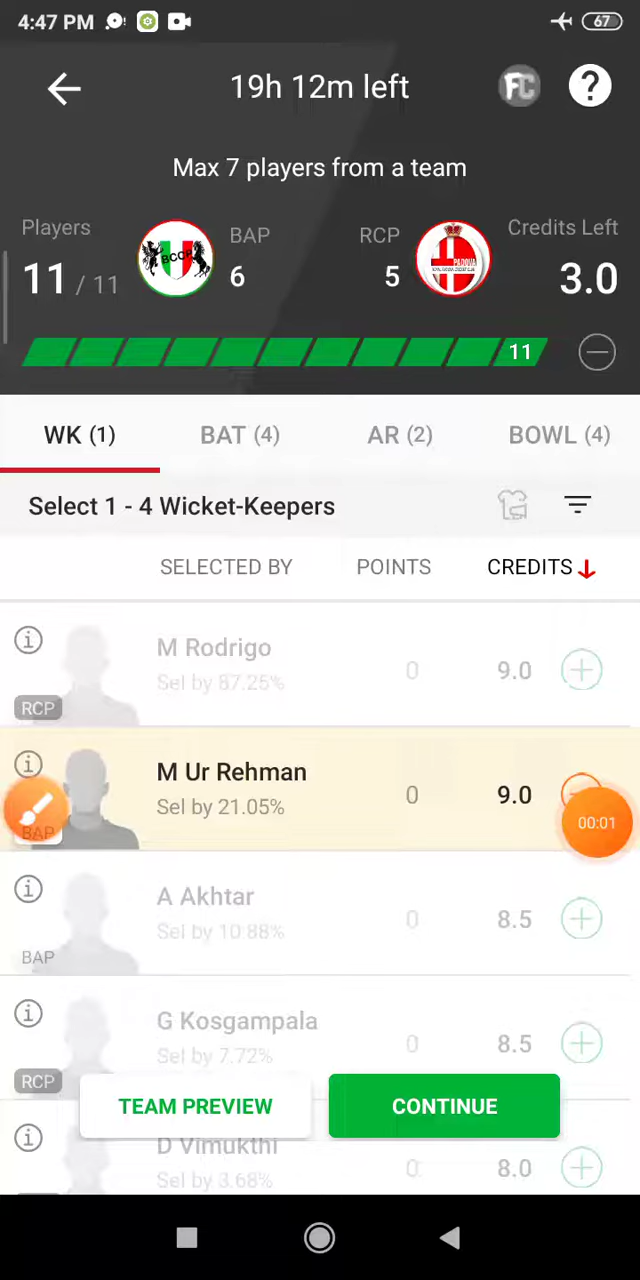 4:47 PM
67
19h 12m left
FC
?
Max 7 players from a team
Players
11 / 11
BCCP
BAP
6
RCP
5
PADOVA
Credits Left
3.0
11
WK (1)
BAT (4)
AR (2)
BOWL (4)
Select 1 - 4 Wicket-Keepers
SELECTED BY
POINTS
CREDITS
M Rodrigo
Sel by 87.25%
0
9.0
RCP
M Ur Rehman
Sel by 21.05%
0
9.0
BAP
00:01
A Akhtar
Sel by 10.88%
0
8.5
BAP
G Kosgampala
Sel by 7.72%
0
8.5
RCP
TEAM PREVIEW
CONTINUE
D Vimukthi
Sel by 3.68%
0
8.0